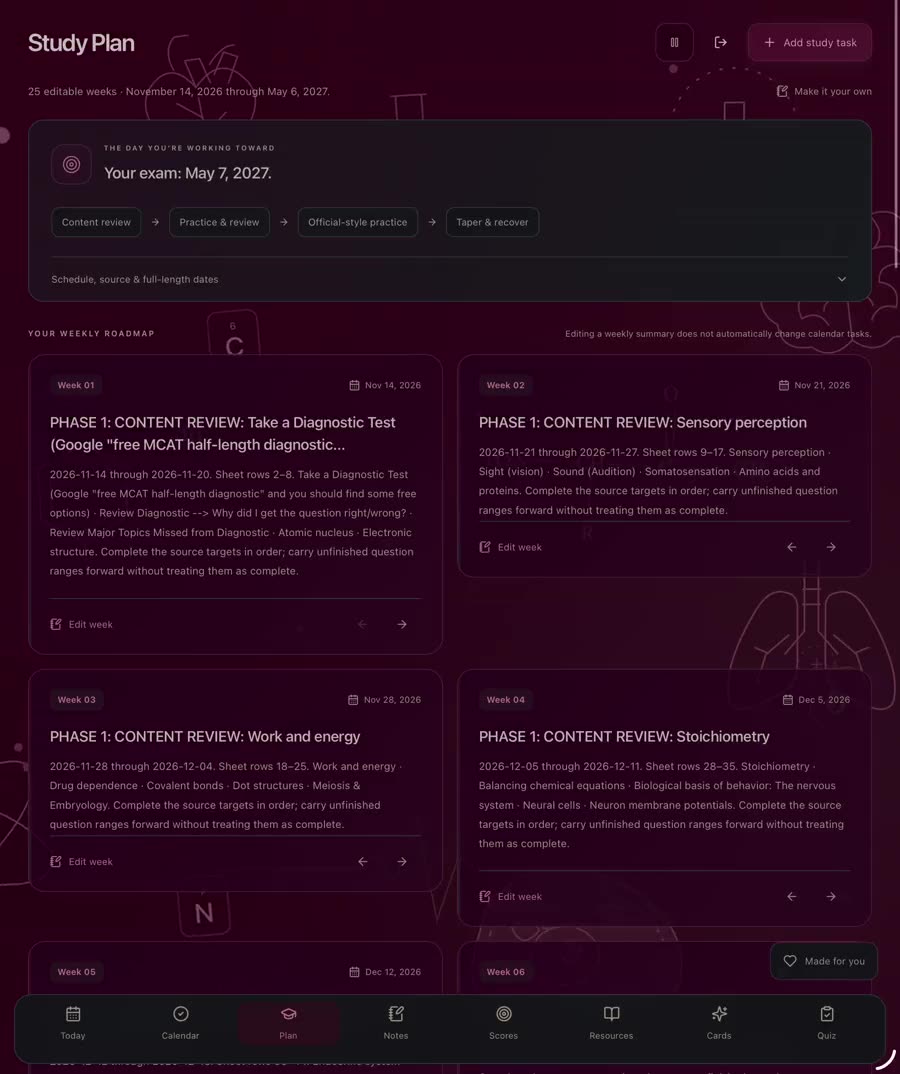 Study Plan
Add study task
25 editable weeks · November 14, 2026 through May 6, 2027.
Make it your own
THE DAY YOU'RE WORKING TOWARD
Your exam: May 7, 2027.
Content review → Practice & review → Official-style practice → Taper & recover
Schedule, source & full-length dates
YOUR WEEKLY ROADMAP
Editing a weekly summary does not automatically change calendar tasks.
6
C
Week 01
Nov 14, 2026
PHASE 1: CONTENT REVIEW: Take a Diagnostic Test
(Google "free MCAT half-length diagnostic...
2026-11-14 through 2026-11-20. Sheet rows 2–8. Take a Diagnostic Test
(Google "free MCAT half-length diagnostic" and you should find some free
options) · Review Diagnostic --> Why did I get the question right/wrong? ·
Review Major Topics Missed from Diagnostic · Atomic nucleus · Electronic
structure. Complete the source targets in order; carry unfinished question
ranges forward without treating them as complete.
Edit week
← →
Week 02
Nov 21, 2026
PHASE 1: CONTENT REVIEW: Sensory perception
2026-11-21 through 2026-11-27. Sheet rows 9–17. Sensory perception ·
Sight (vision) · Sound (Audition) · Somatosensation · Amino acids and
proteins. Complete the source targets in order; carry unfinished question
ranges forward without treating them as complete.
R
Edit week
← →
Week 03
Nov 28, 2026
PHASE 1: CONTENT REVIEW: Work and energy
2026-11-28 through 2026-12-04. Sheet rows 18–25. Work and energy ·
Drug dependence · Covalent bonds · Dot structures · Meiosis &
Embryology. Complete the source targets in order; carry unfinished
question ranges forward without treating them as complete.
Edit week
← →
Week 04
Dec 5, 2026
PHASE 1: CONTENT REVIEW: Stoichiometry
2026-12-05 through 2026-12-11. Sheet rows 28–35. Stoichiometry ·
Balancing chemical equations · Biological basis of behavior: The nervous
system · Neural cells · Neuron membrane potentials. Complete the source
targets in order; carry unfinished question ranges forward without treating
them as complete.
Edit week
← →
N
Week 05
Dec 12, 2026
Week 06
Made for you
Today
Calendar
Plan
Notes
Scores
Resources
Cards
Quiz